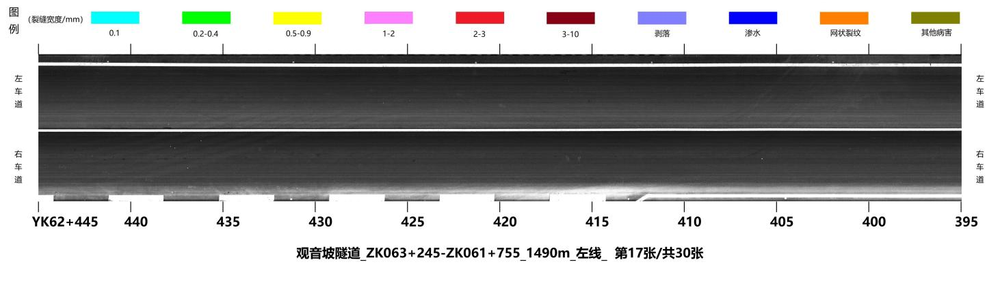 图例
(裂缝宽度/mm)
0.1
0.2-0.4
0.5-0.9
1-2
2-3
3-10
剥落
渗水
网状裂纹
其他病害
左车道
左车道
右车道
右车道
YK62+445 440 435 430 425 420 415 410 405 400 395
观音坡隧道_ZK063+245-ZK061+755_1490m_左线_ 第17张/共30张